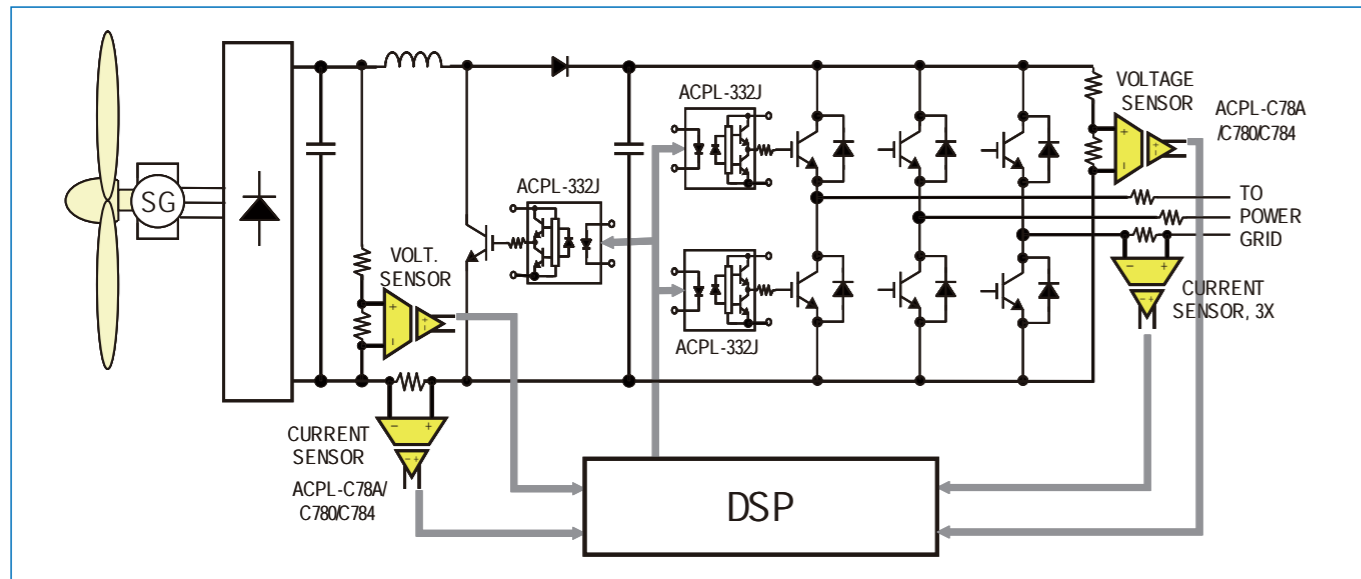 SG
VOLT.
SENSOR
CURRENT
SENSOR
ACPL-C78A/
C780/C784
ACPL-332J
ACPL-332J
ACPL-332J
DSP
VOLTAGE
SENSOR
ACPL-C78A
/C780/C784
TO
POWER
GRID
CURRENT
SENSOR, 3X